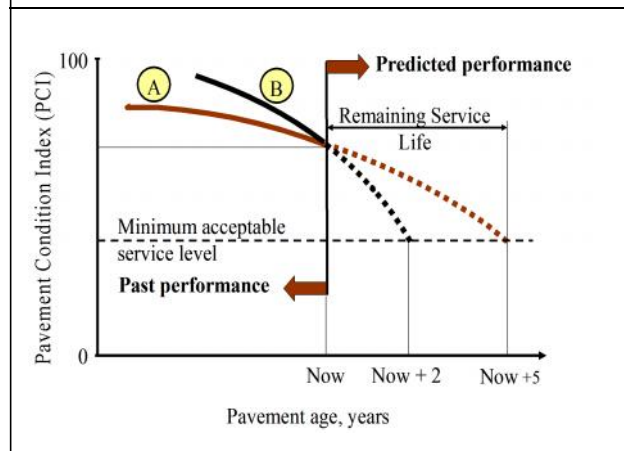 100
Predicted performance
A
B
Remaining Service
Life
Pavement Condition Index (PCI)
Minimum acceptable
service level
Past performance
0
Now
Now + 2
Now +5
Pavement age, years